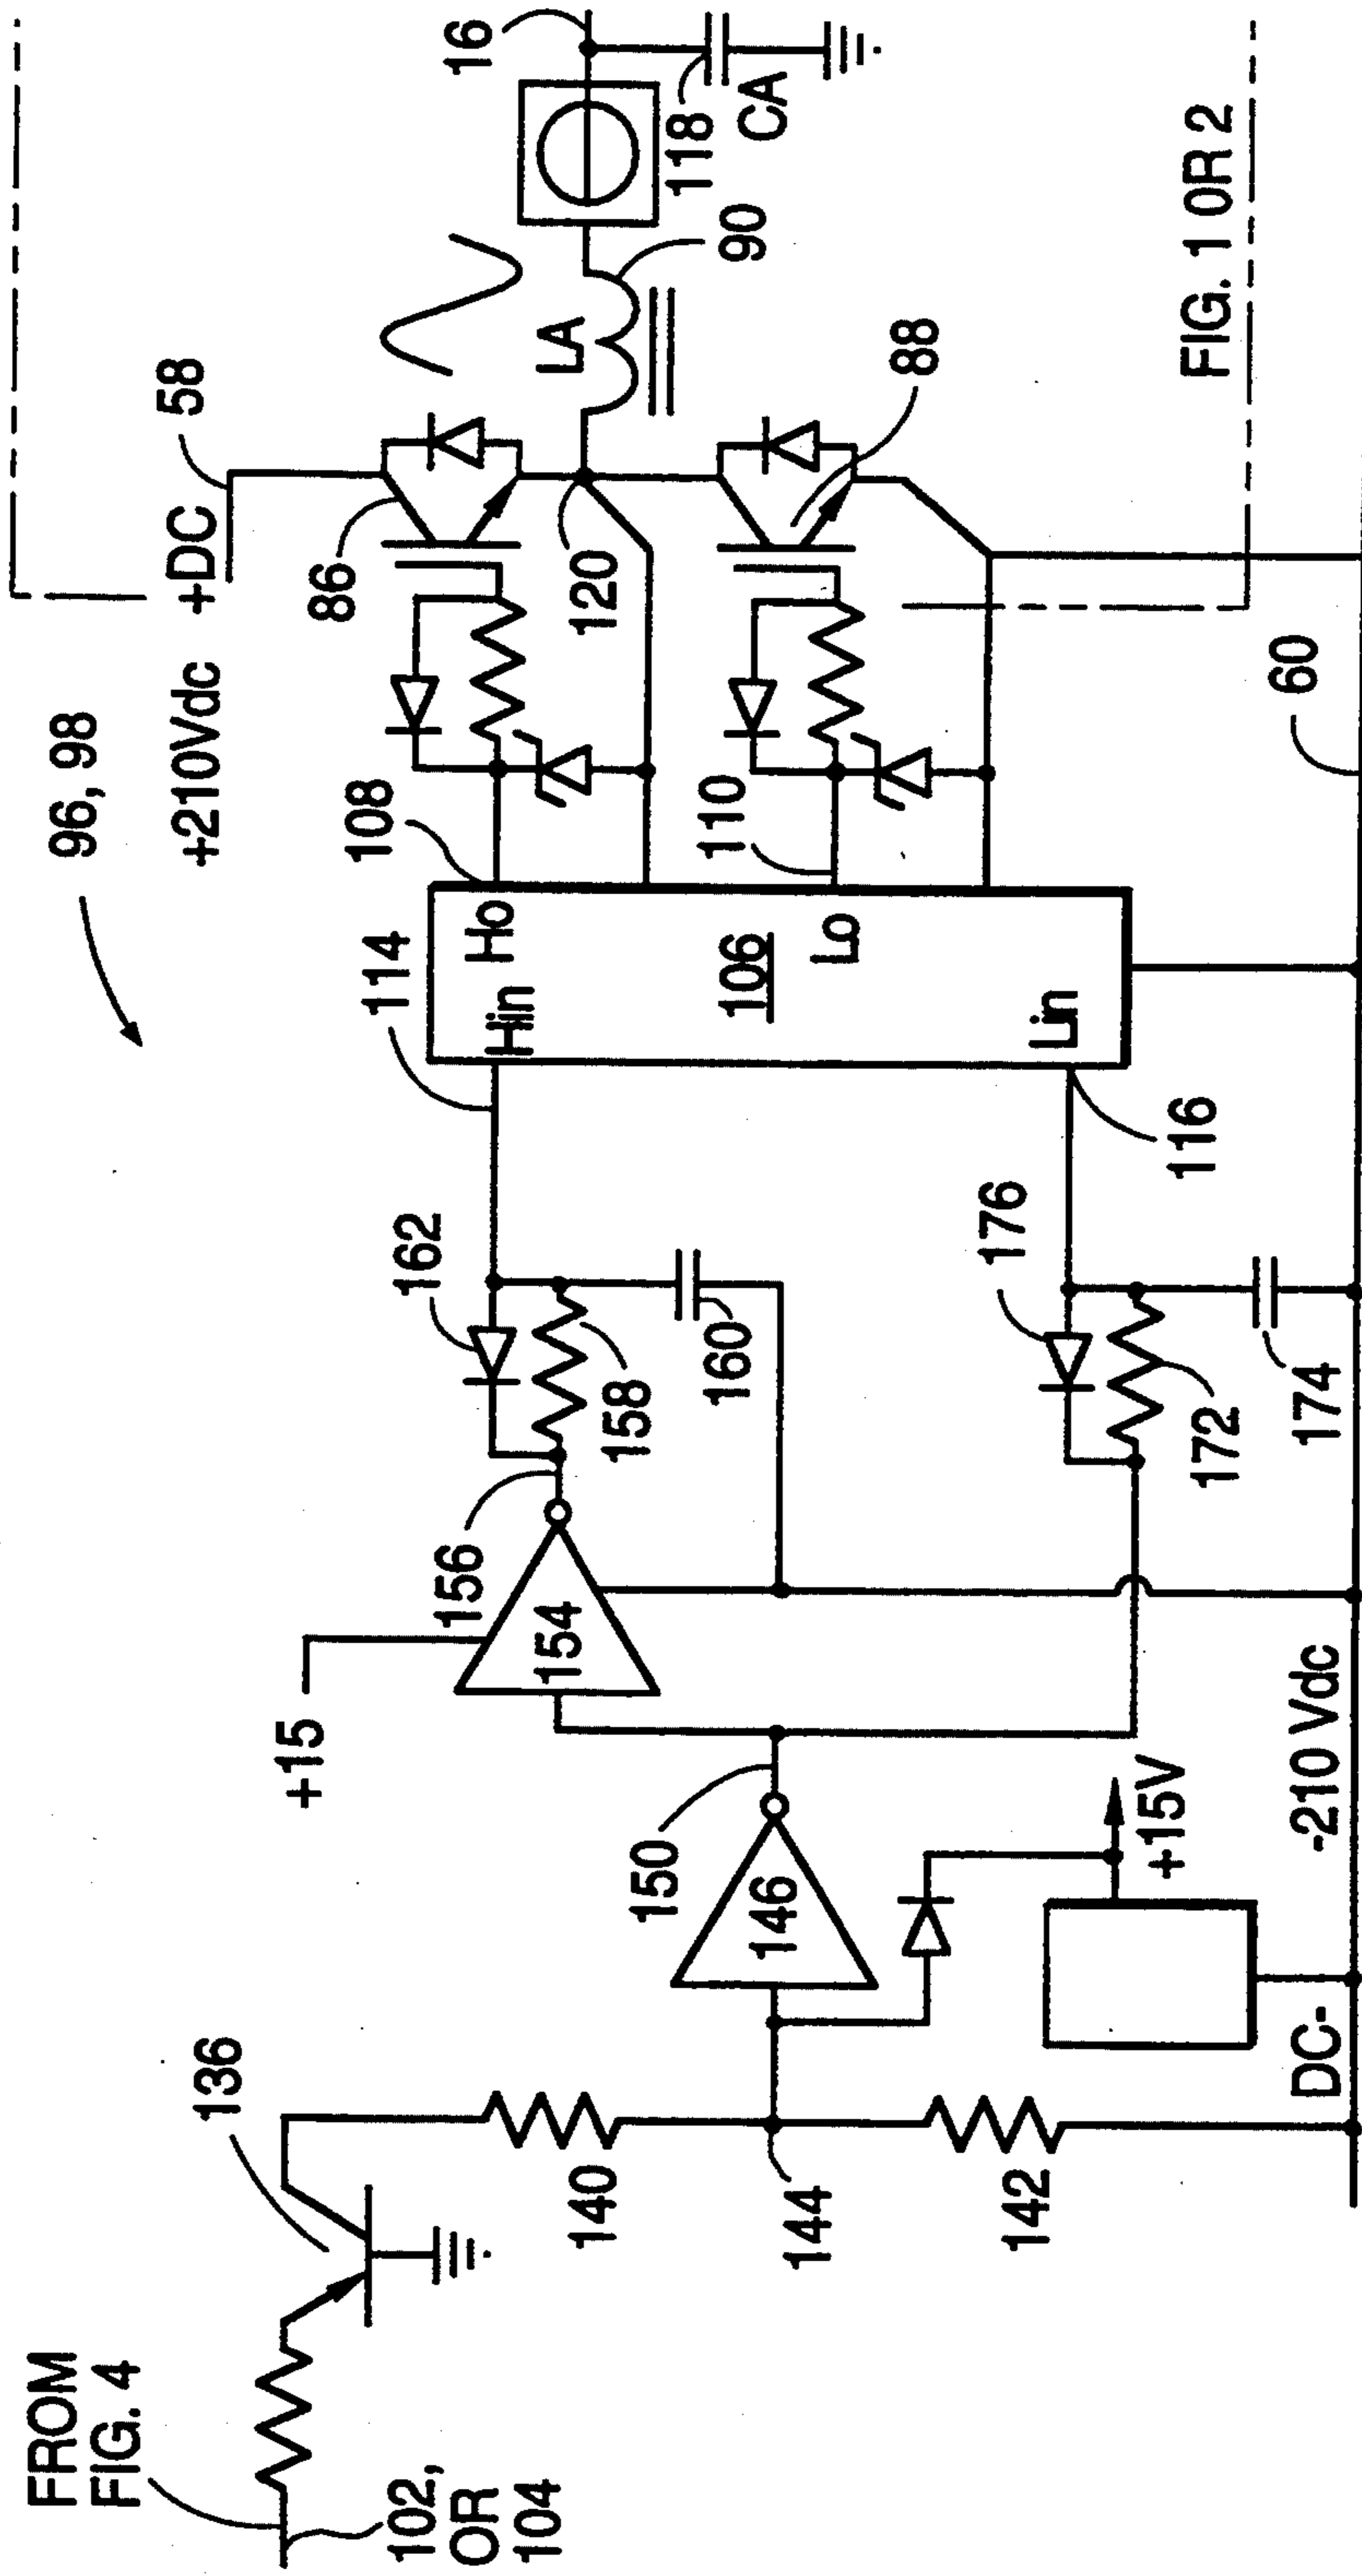 96, 98
+210Vdc +DC
58
86
16
118
CA
LA
90
120
88
108
114
Hin
Ho
106
Lo
Lin
110
116
162
158
160
156
154
+15
176
172
174
150
146
+15V
136
140
144
142
FROM
FIG. 4
102,
OR
104
DC-
-210 Vdc
60
FIG. 1 OR 2